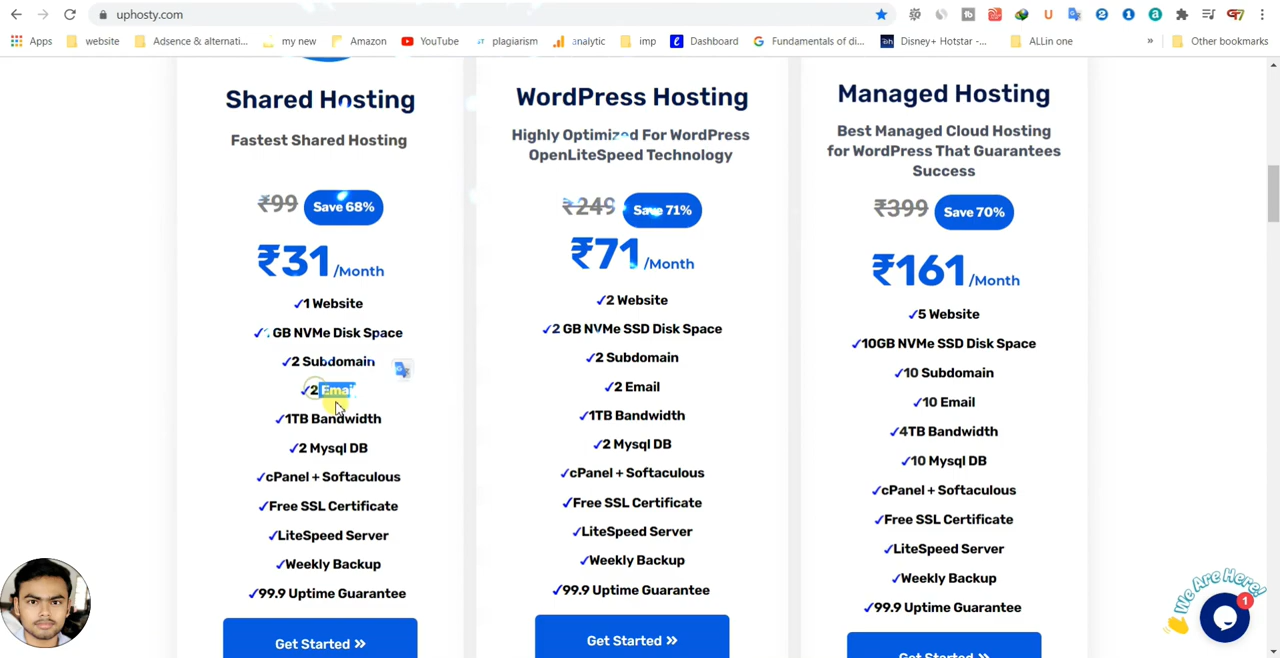 uphosty.com
Apps
website
Adsence & alternati...
my new
Amazon
YouTube
plagiarism
analytic
imp
Dashboard
Fundamentals of di...
Disney+ Hotstar -...
ALLin one
»
Other bookmarks
Shared Hosting
Fastest Shared Hosting
₹99
Save 68%
₹31/Month
✓1 Website
GB NVMe Disk Space
✓2 Subdomain
✓2 Email
✓1TB Bandwidth
✓2 Mysql DB
✓cPanel + Softaculous
✓Free SSL Certificate
✓LiteSpeed Server
✓Weekly Backup
✓99.9 Uptime Guarantee
Get Started »
WordPress Hosting
Highly Optimized For WordPress
OpenLiteSpeed Technology
₹249
Save 71%
₹71/Month
✓2 Website
✓2 GB NVMe SSD Disk Space
✓2 Subdomain
✓2 Email
✓1TB Bandwidth
✓2 Mysql DB
✓cPanel + Softaculous
✓Free SSL Certificate
✓LiteSpeed Server
✓Weekly Backup
✓99.9 Uptime Guarantee
Get Started »
Managed Hosting
Best Managed Cloud Hosting
for WordPress That Guarantees
Success
₹399
Save 70%
₹161/Month
✓5 Website
✓10GB NVMe SSD Disk Space
✓10 Subdomain
✓10 Email
✓4TB Bandwidth
✓10 Mysql DB
✓cPanel + Softaculous
✓Free SSL Certificate
✓LiteSpeed Server
✓Weekly Backup
✓99.9 Uptime Guarantee
Get Started »
We Are Here!
1